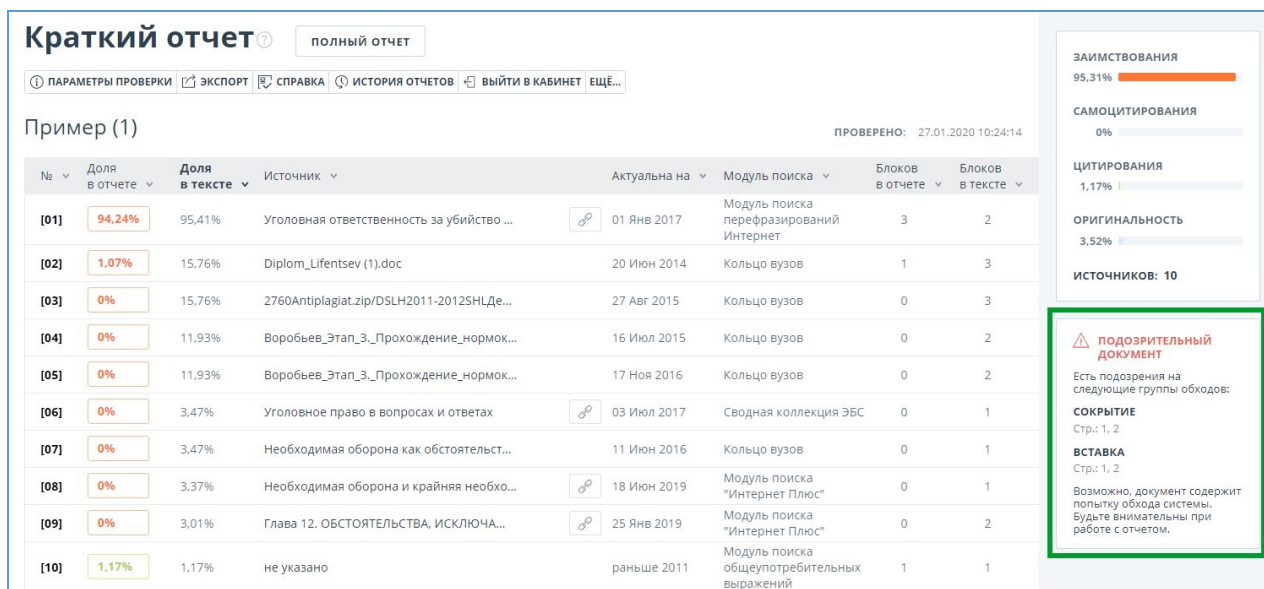 Краткий отчет
ПОЛНЫЙ ОТЧЕТ
ПАРАМЕТРЫ ПРОВЕРКИ ЭКСПОРТ СПРАВКА ИСТОРИЯ ОТЧЕТОВ ВЫЙТИ В КАБИНЕТ ЕЩЁ...
Пример (1)
ПРОВЕРЕНО: 27.01.2020 10:24:14
№ Доля в отчете Доля в тексте Источник Актуальна на Модуль поиска Блоков в отчете Блоков в тексте
[01] 94,24% 95,41% Уголовная ответственность за убийство ... 01 Янв 2017 Модуль поиска перефразирований Интернет 3 2
[02] 1,07% 15,76% Diplom_Lifentsev (1).doc 20 Июн 2014 Кольцо вузов 1 3
[03] 0% 15,76% 2760Antiplagiat.zip/DSLH2011-2012SHLДе... 27 Авг 2015 Кольцо вузов 0 3
[04] 0% 11,93% Воробьев_Этап_3._Прохождение_нормок... 16 Июл 2015 Кольцо вузов 0 2
[05] 0% 11,93% Воробьев_Этап_3._Прохождение_нормок... 17 Ноя 2016 Кольцо вузов 0 2
[06] 0% 3,47% Уголовное право в вопросах и ответах 03 Июл 2017 Сводная коллекция ЭБС 0 1
[07] 0% 3,47% Необходимая оборона как обстоятельст... 11 Июн 2016 Кольцо вузов 0 1
[08] 0% 3,37% Необходимая оборона и крайняя необхо... 18 Июн 2019 Модуль поиска "Интернет Плюс" 0 1
[09] 0% 3,01% Глава 12. ОБСТОЯТЕЛЬСТВА, ИСКЛЮЧА... 25 Янв 2019 Модуль поиска "Интернет Плюс" 0 2
[10] 1,17% 1,17% не указано раньше 2011 Модуль поиска общеупотребительных выражений 1 1
ЗАИМСТВОВАНИЯ
95,31%
САМОЦИТИРОВАНИЯ
0%
ЦИТИРОВАНИЯ
1,17%
ОРИГИНАЛЬНОСТЬ
3,52%
ИСТОЧНИКОВ: 10
ПОДОЗРИТЕЛЬНЫЙ
ДОКУМЕНТ
Есть подозрения на
следующие группы обходов:
СОКРЫТИЕ
Стр.: 1, 2
ВСТАВКА
Стр.: 1, 2
Возможно, документ содержит
попытку обхода системы.
Будьте внимательны при
работе с отчетом.